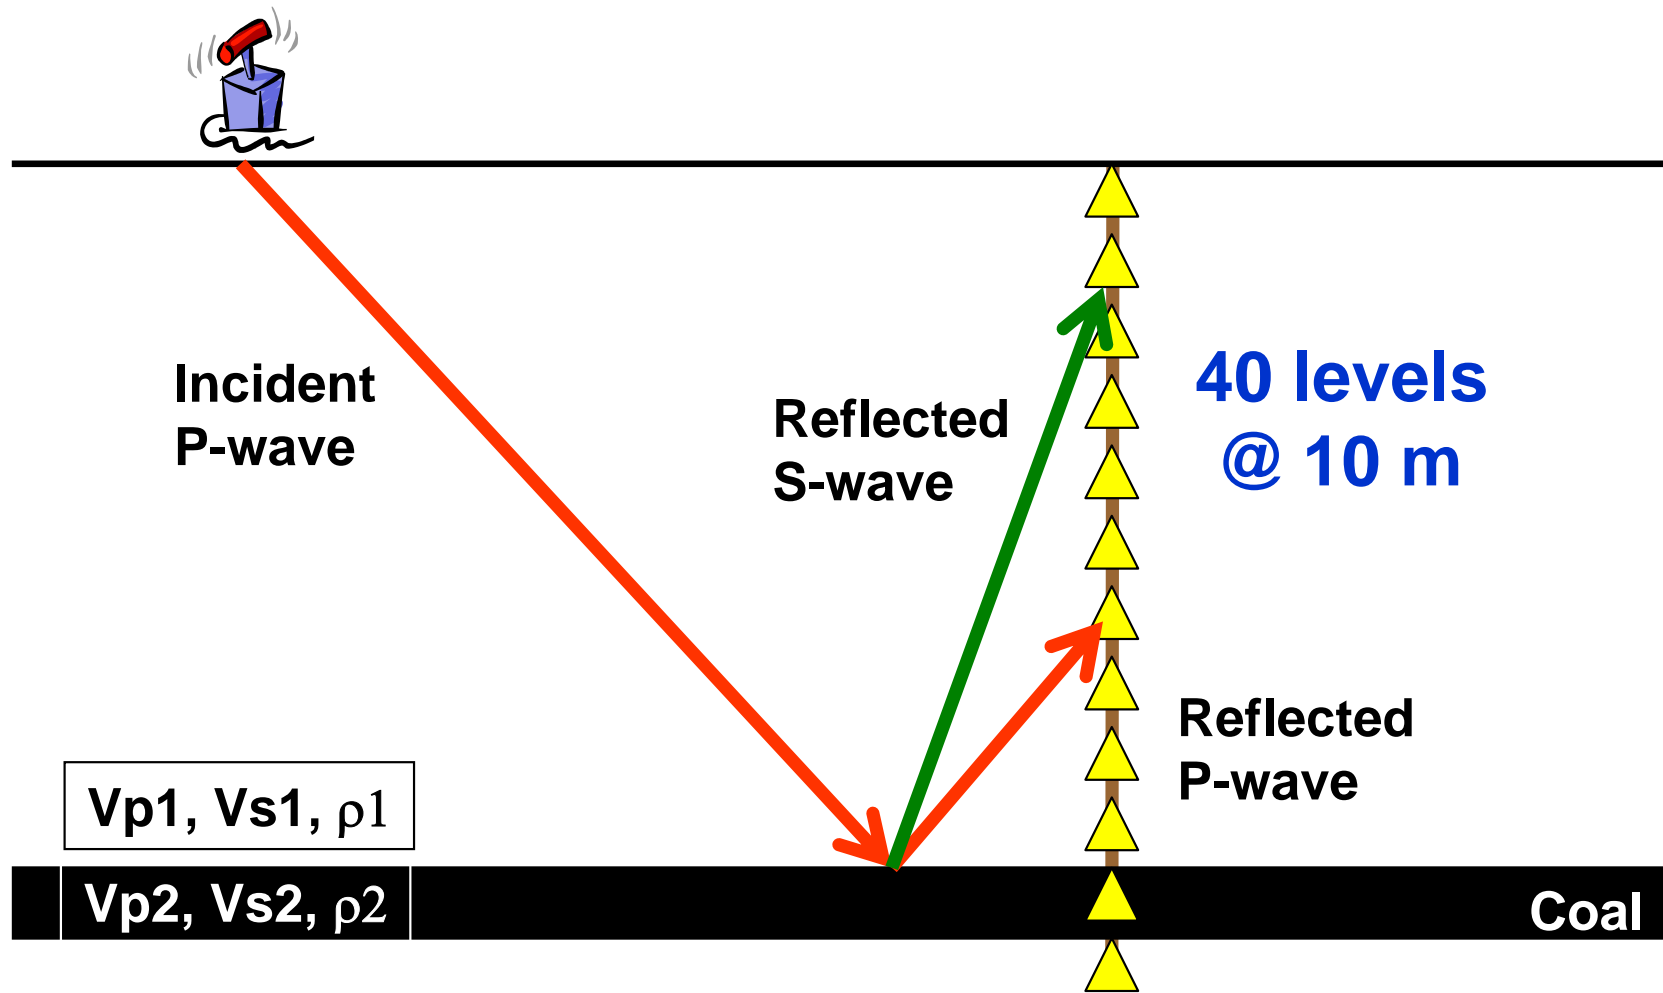 Incident
P-wave
Reflected
S-wave
40 levels
@ 10 m
Reflected
P-wave
Vp1, Vs1, ρ1
Vp2, Vs2, ρ2
Coal